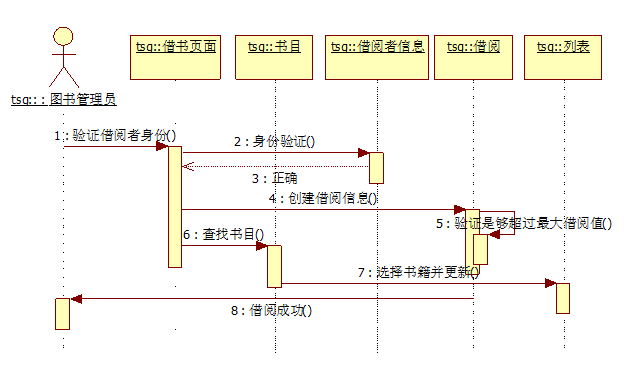 tsg::借书页面
tsg::书目
tsg::借阅者信息
tsg::借阅
tsg::列表
tsg:::图书管理员
1:验证借阅者身份()
2:身份验证()
3:正确
4:创建借阅信息()
5:验证是够超过最大借阅值()
6:查找书目()
7:选择书籍并更新()
8:借阅成功()